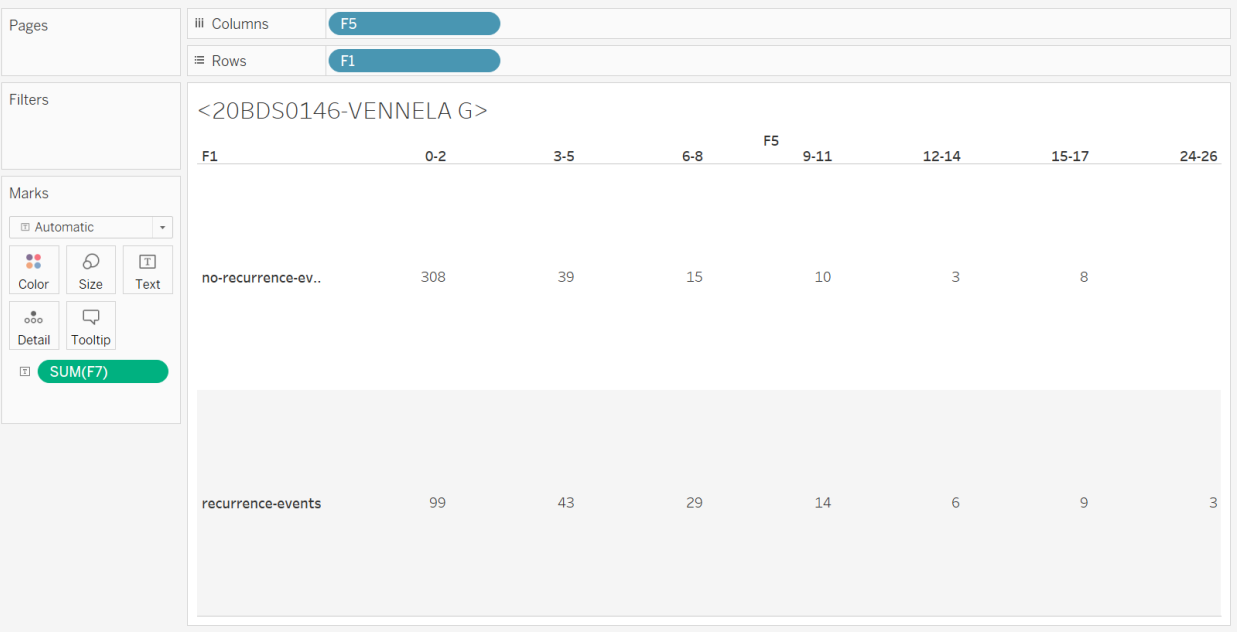 Pages
Columns F5
Rows F1
Filters
Marks
Automatic
Color Size Text
Detail Tooltip
SUM(F7)
<20BDS0146-VENNELA G>
F5
F1 0-2 3-5 6-8 9-11 12-14 15-17 24-26
no-recurrence-ev.. 308 39 15 10 3 8
recurrence-events 99 43 29 14 6 9 3